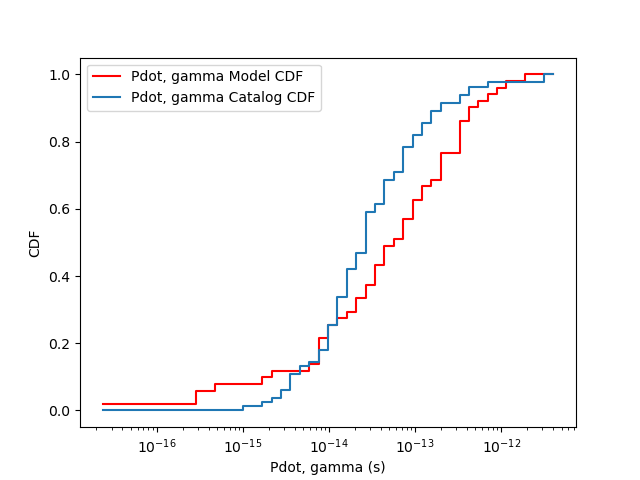 Pdot, gamma Model CDF
Pdot, gamma Catalog CDF
1.0
0.8
0.6
0.4
0.2
0.0
CDF
10⁻¹⁶ 10⁻¹⁵ 10⁻¹⁴ 10⁻¹³ 10⁻¹²
Pdot, gamma (s)